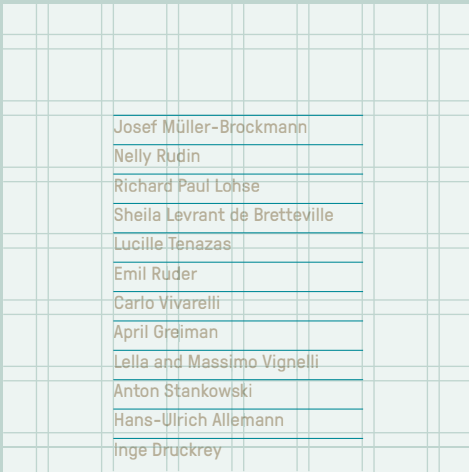 Josef Müller-Brockmann
Nelly Rudin
Richard Paul Lohse
Sheila Levrant de Bretteville
Lucille Tenazas
Emil Ruder
Carlo Vivarelli
April Greiman
Lella and Massimo Vignelli
Anton Stankowski
Hans-Ulrich Allemann
Inge Druckrey